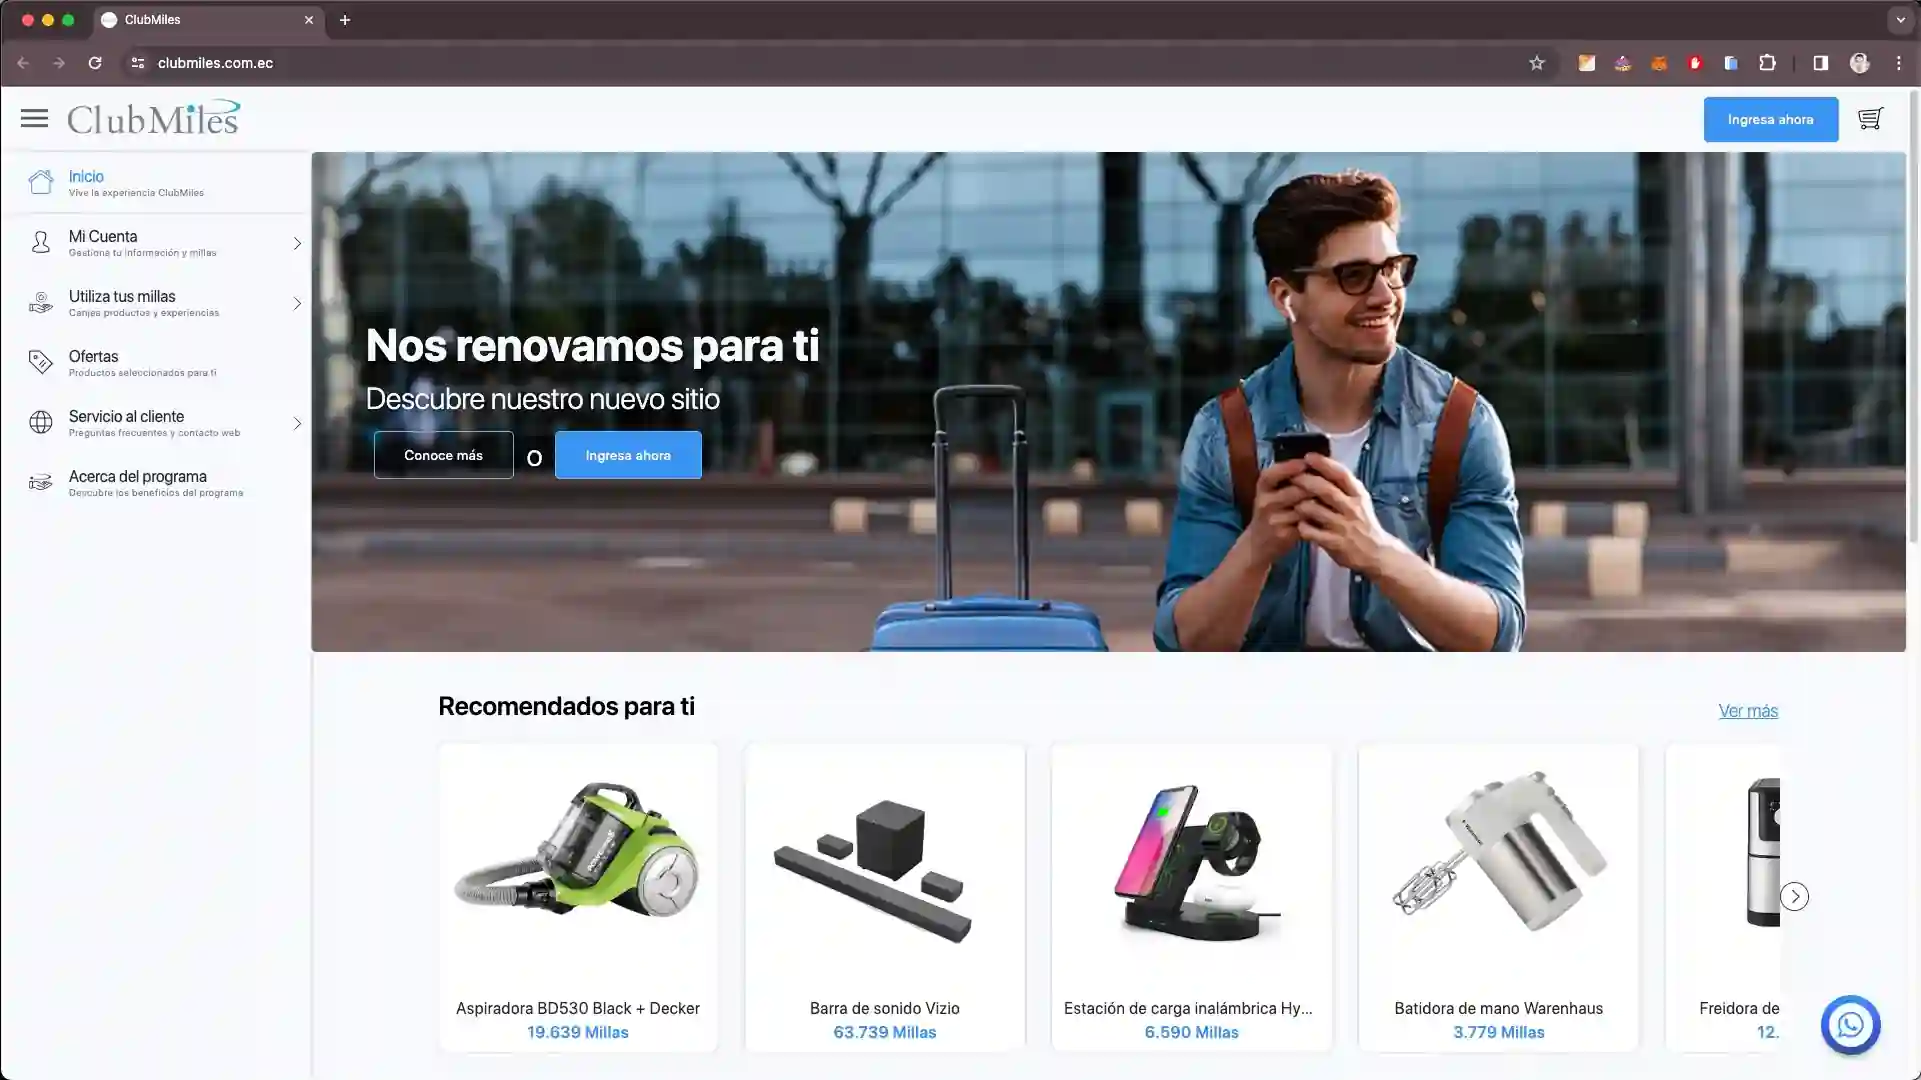 ClubMiles
clubmiles.com.ec
ClubMiles
Ingresa ahora
Inicio
Vive la experiencia ClubMiles
Mi Cuenta
Gestiona tu información y millas
Utiliza tus millas
Canjea productos y experiencias
Ofertas
Productos seleccionados para ti
Servicio al cliente
Preguntas frecuentes y contacto web
Acerca del programa
Descubre los beneficios del programa
Nos renovamos para ti
Descubre nuestro nuevo sitio
Conoce más
O
Ingresa ahora
Recomendados para ti
Ver más
Aspiradora BD530 Black + Decker
19.639 Millas
Barra de sonido Vizio
63.739 Millas
Estación de carga inalámbrica Hy...
6.590 Millas
Batidora de mano Warenhaus
3.779 Millas
Freidora de
12.